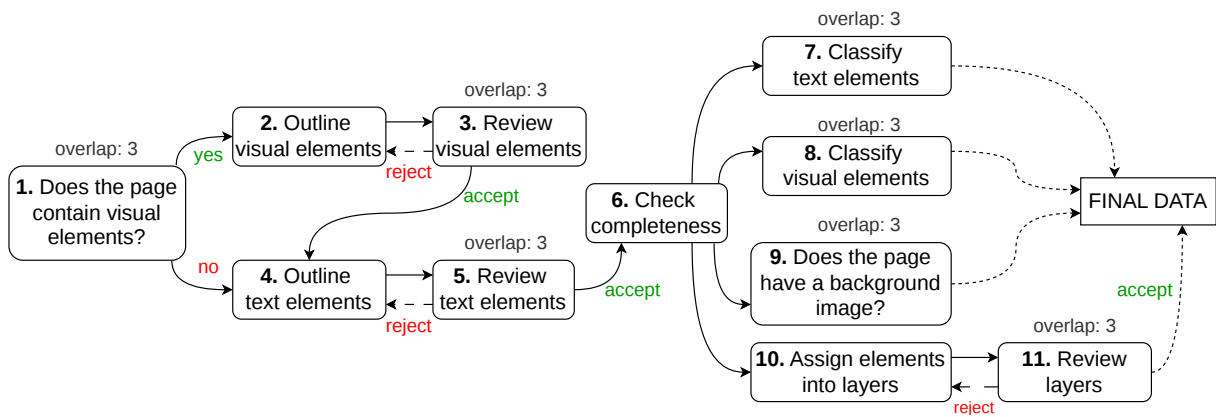 overlap: 3
1. Does the page
contain visual
elements?
yes
no
2. Outline
visual elements
overlap: 3
3. Review
visual elements
reject
accept
4. Outline
text elements
overlap: 3
5. Review
text elements
reject
accept
6. Check
completeness
overlap: 3
7. Classify
text elements
overlap: 3
8. Classify
visual elements
overlap: 3
9. Does the page
have a background
image?
10. Assign elements
into layers
overlap: 3
11. Review
layers
reject
accept
FINAL DATA